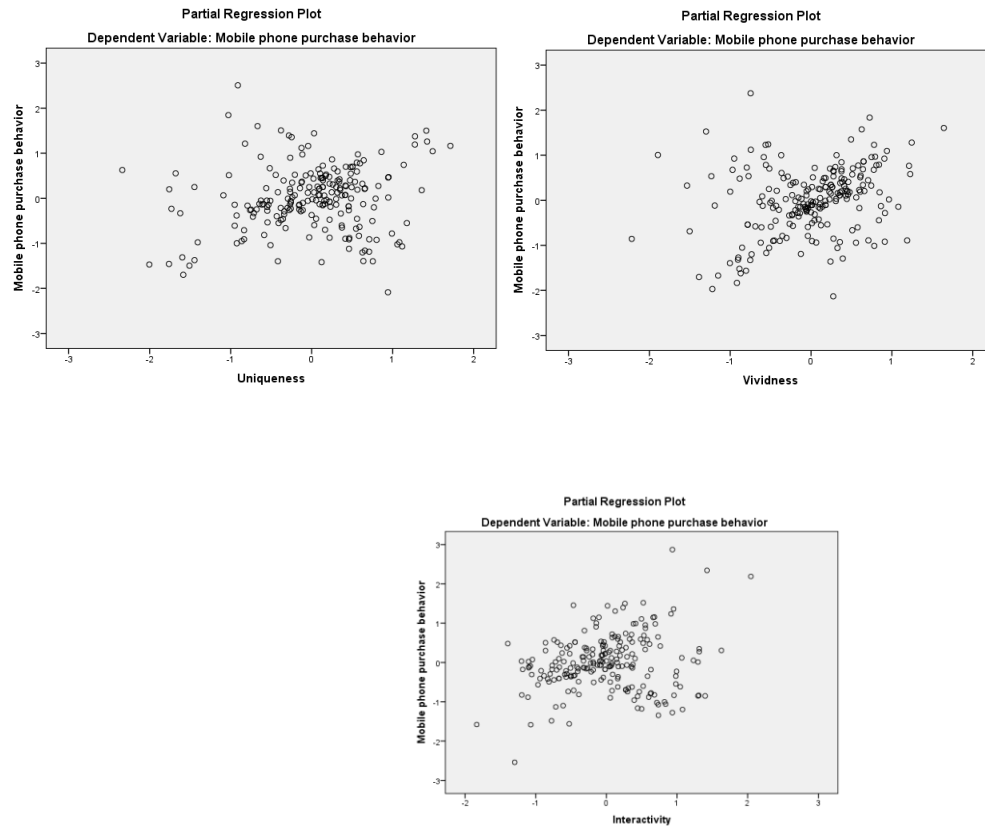 Partial Regression Plot
Dependent Variable: Mobile phone purchase behavior
Mobile phone purchase behavior
3
2
1
0
-1
-2
-3
-3 -2 -1 0 1 2
Uniqueness
Partial Regression Plot
Dependent Variable: Mobile phone purchase behavior
Mobile phone purchase behavior
3
2
1
0
-1
-2
-3
-3 -2 -1 0 1 2
Vividness
Partial Regression Plot
Dependent Variable: Mobile phone purchase behavior
Mobile phone purchase behavior
3
2
1
0
-1
-2
-3
-2 -1 0 1 2 3
Interactivity